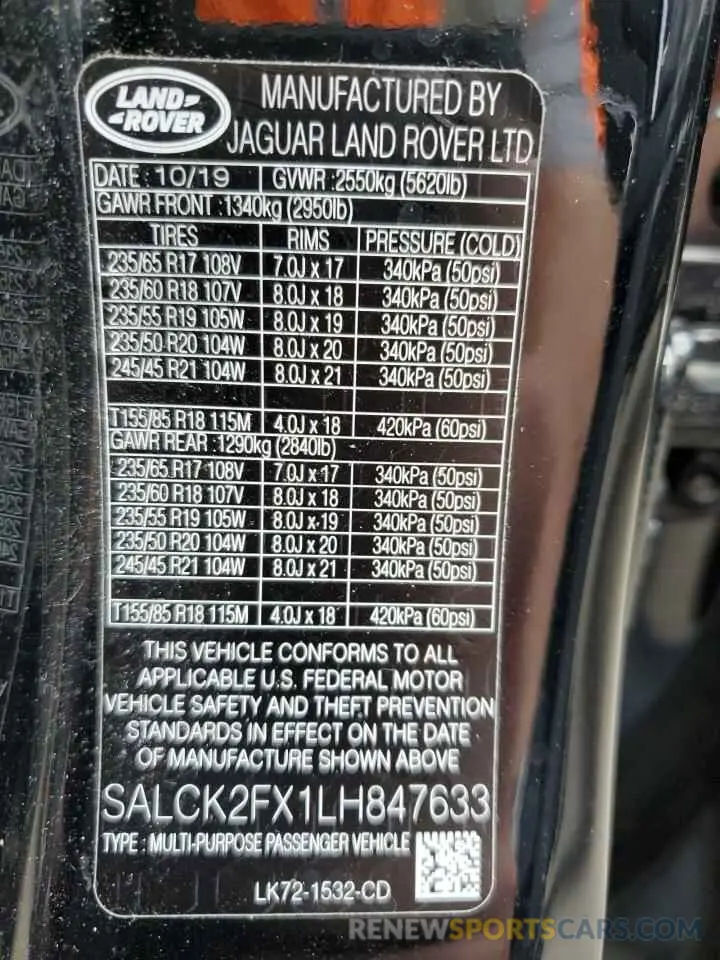 LAND-
-ROVER
MANUFACTURED BY
JAGUAR LAND ROVER LTD
DATE :10/19 GVWR :2550kg (5620lb)
GAWR FRONT :1340kg (2950lb)
TIRES RIMS PRESSURE (COLD)
235/65 R17 108V 7.0J x 17 340kPa (50psi)
235/60 R18 107V 8.0J x 18 340kPa (50psi)
235/55 R19 105W 8.0J x 19 340kPa (50psi)
235/50 R20 104W 8.0J x 20 340kPa (50psi)
245/45 R21 104W 8.0J x 21 340kPa (50psi)
T155/85 R18 115M 4.0J x 18 420kPa (60psi)
GAWR REAR :1290kg (2840lb)
235/65 R17 108V 7.0J x 17 340kPa (50psi)
235/60 R18 107V 8.0J x 18 340kPa (50psi)
235/55 R19 105W 8.0J x 19 340kPa (50psi)
235/50 R20 104W 8.0J x 20 340kPa (50psi)
245/45 R21 104W 8.0J x 21 340kPa (50psi)
T155/85 R18 115M 4.0J x 18 420kPa (60psi)
THIS VEHICLE CONFORMS TO ALL
APPLICABLE U.S. FEDERAL MOTOR
VEHICLE SAFETY AND THEFT PREVENTION
STANDARDS IN EFFECT ON THE DATE
OF MANUFACTURE SHOWN ABOVE
SALCK2FX1LH847633
TYPE : MULTI-PURPOSE PASSENGER VEHICLE
LK72-1532-CD
RENEWSPORTSCARS.COM